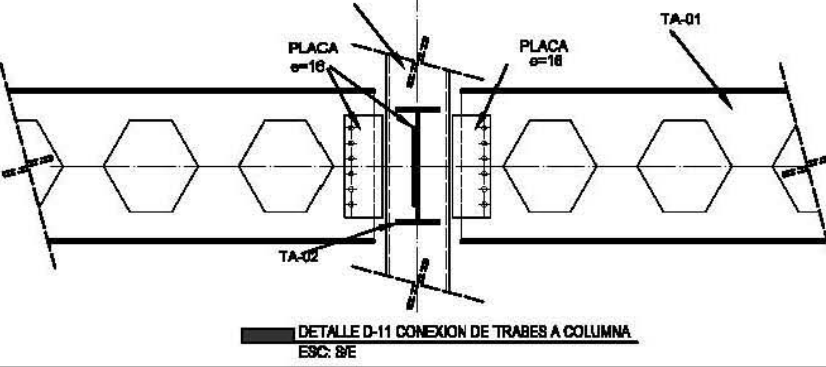 TA-01
PLACA
e=16
PLACA
e=16
TA-02
DETALLE D-11 CONEXION DE TRABES A COLUMNA
ESC: S/E